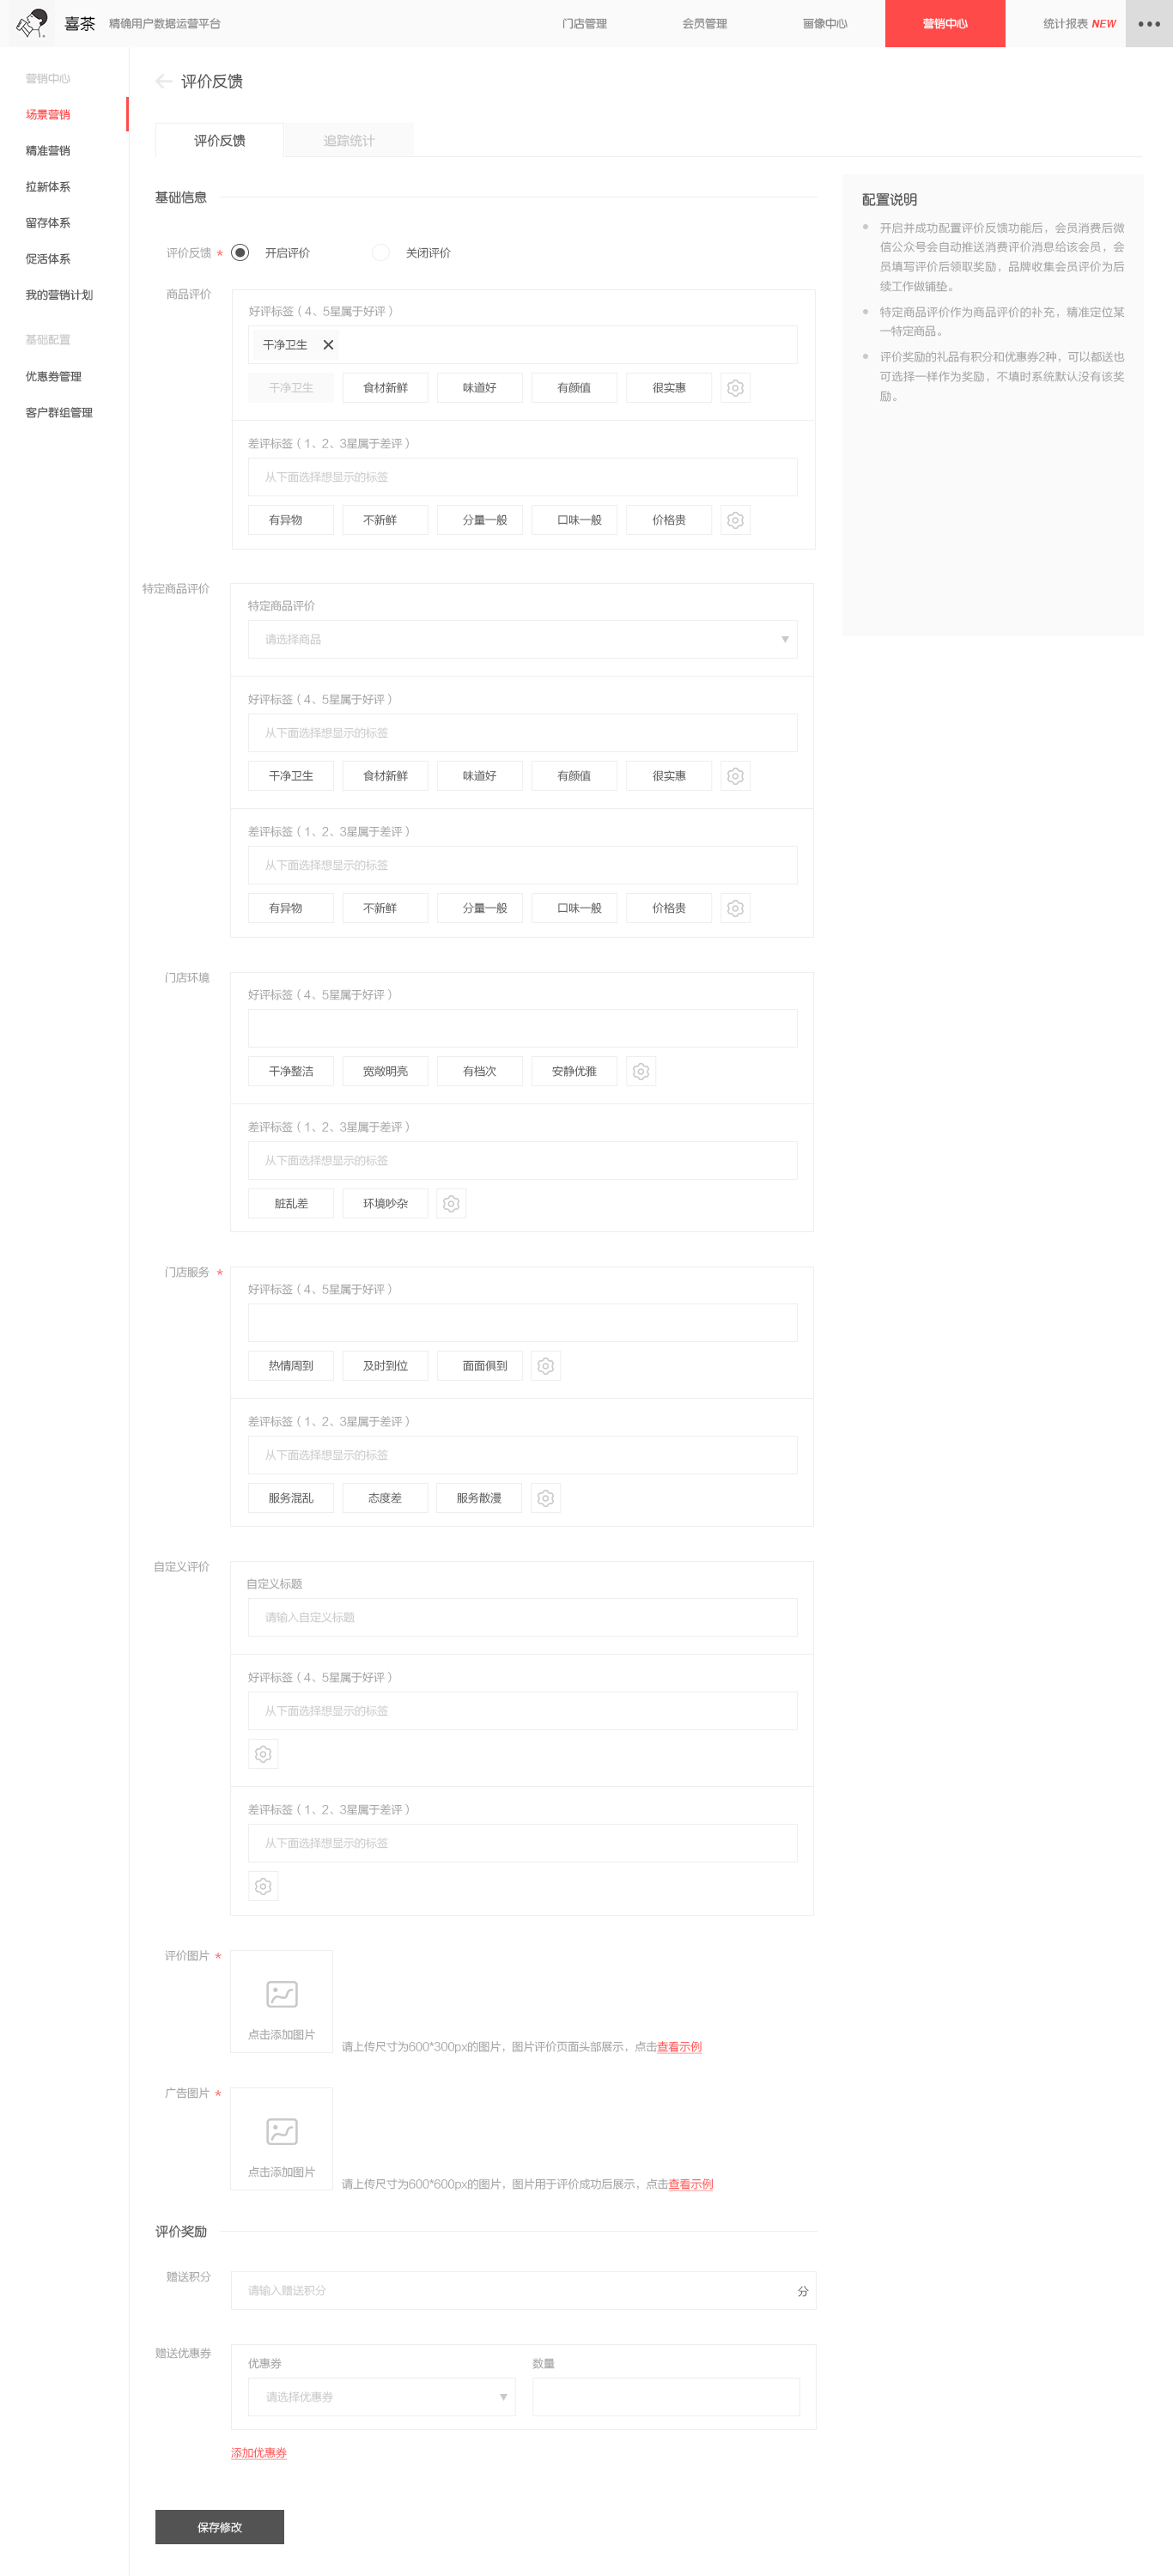 喜茶 精确用户数据运营平台 门店管理 会员管理 画像中心 营销中心 统计报表 NEW
营销中心
场景营销
精准营销
拉新体系
留存体系
促活体系
我的营销计划
基础配置
优惠券管理
客户群组管理
评价反馈
评价反馈 追踪统计
基础信息
评价反馈 * 开启评价 关闭评价
商品评价
好评标签（4、5星属于好评）
干净卫生
干净卫生 食材新鲜 味道好 有颜值 很实惠
差评标签（1、2、3星属于差评）
从下面选择想显示的标签
有异物 不新鲜 分量一般 口味一般 价格贵
特定商品评价
特定商品评价
请选择商品
好评标签（4、5星属于好评）
从下面选择想显示的标签
干净卫生 食材新鲜 味道好 有颜值 很实惠
差评标签（1、2、3星属于差评）
从下面选择想显示的标签
有异物 不新鲜 分量一般 口味一般 价格贵
门店环境
好评标签（4、5星属于好评）
干净整洁 宽敞明亮 有档次 安静优雅
差评标签（1、2、3星属于差评）
从下面选择想显示的标签
脏乱差 环境吵杂
门店服务 *
好评标签（4、5星属于好评）
热情周到 及时到位 面面俱到
差评标签（1、2、3星属于差评）
从下面选择想显示的标签
服务混乱 态度差 服务散漫
自定义评价
自定义标题
请输入自定义标题
好评标签（4、5星属于好评）
从下面选择想显示的标签
差评标签（1、2、3星属于差评）
从下面选择想显示的标签
评价图片 *
点击添加图片
请上传尺寸为600*300px的图片，图片评价页面头部展示，点击查看示例
广告图片 *
点击添加图片
请上传尺寸为600*600px的图片，图片用于评价成功后展示，点击查看示例
评价奖励
赠送积分
请输入赠送积分 分
赠送优惠券
优惠券 数量
请选择优惠券
添加优惠券
保存修改
配置说明
开启并成功配置评价反馈功能后，会员消费后微
信公众号会自动推送消费评价消息给该会员，会
员填写评价后领取奖励，品牌收集会员评价为后
续工作做铺垫。
特定商品评价作为商品评价的补充，精准定位某
一特定商品。
评价奖励的礼品有积分和优惠券2种，可以都送也
可选择一样作为奖励，不填时系统默认没有该奖
励。